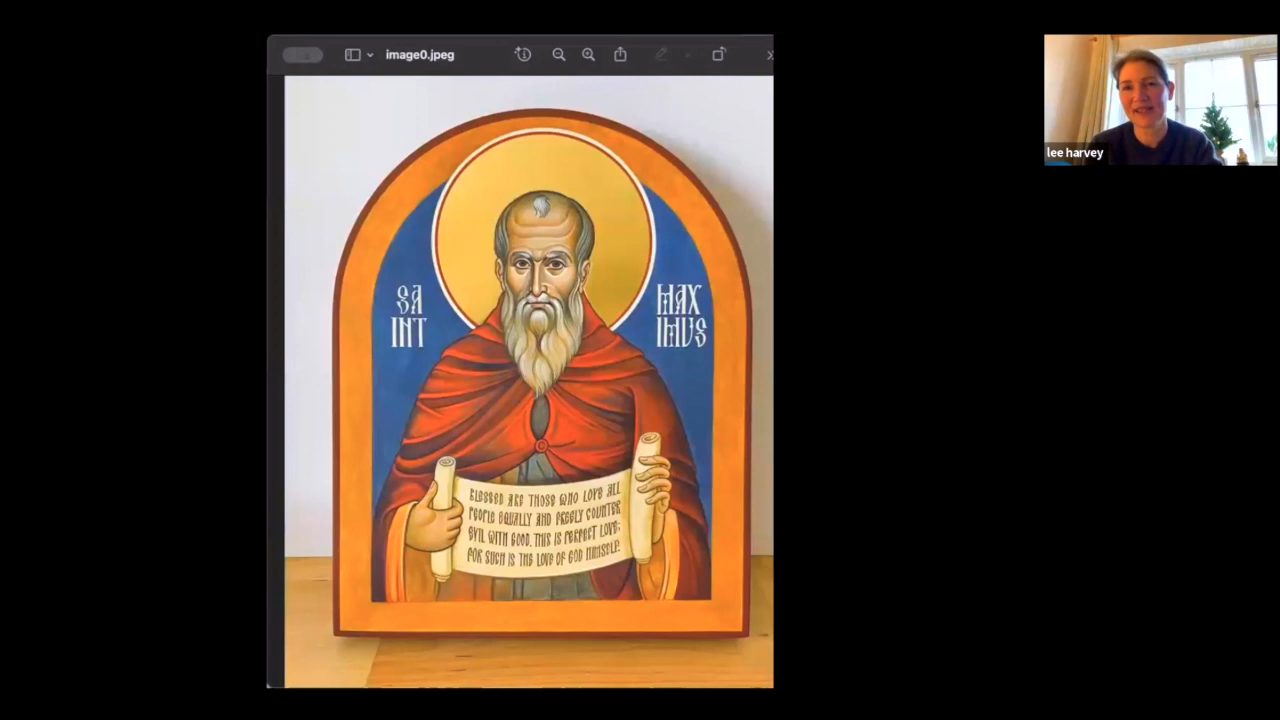 image0.jpeg
lee harvey
SA
INT
MAX
IMUS
BLESSED ARE THOSE WHO LOVE ALL
PEOPLE EQUALLY AND FREELY COUNTER
EVIL WITH GOOD. THIS IS PERFECT LOVE;
FOR SUCH IS THE LOVE OF GOD HIMSELF.